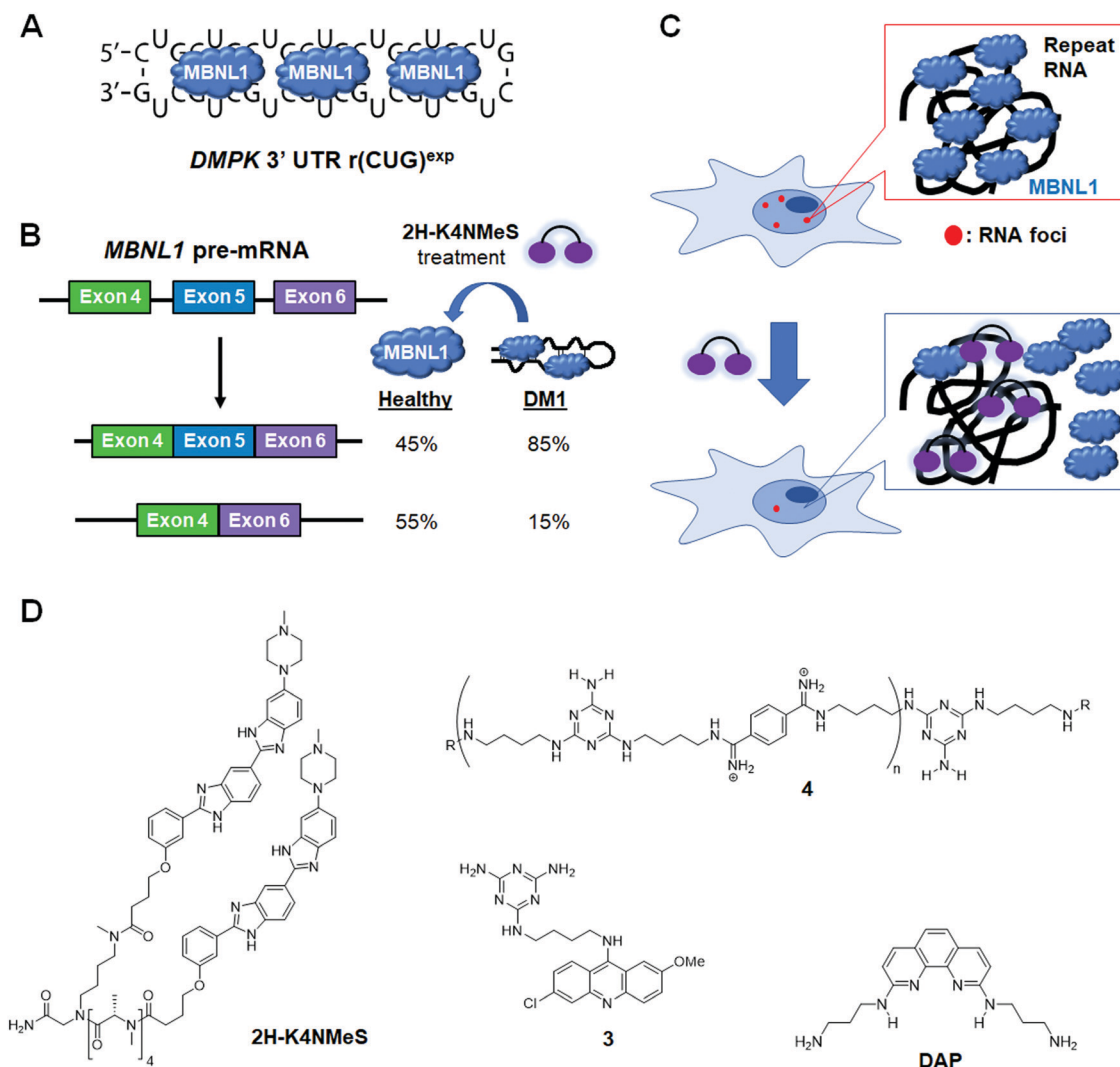 A
5′-C U G C U G C U G C U G C U G C U G
3′-G U C G U C G U C G U C G U C G U C
MBNL1 MBNL1 MBNL1
DMPK 3’ UTR r(CUG)exp
B
MBNL1 pre-mRNA
2H-K4NMeS
treatment
Exon 4 Exon 5 Exon 6
MBNL1
Healthy DM1
Exon 4 Exon 5 Exon 6 45% 85%
Exon 4 Exon 6 55% 15%
C
Repeat
RNA
MBNL1
: RNA foci
D
2H-K4NMeS
4
3
DAP